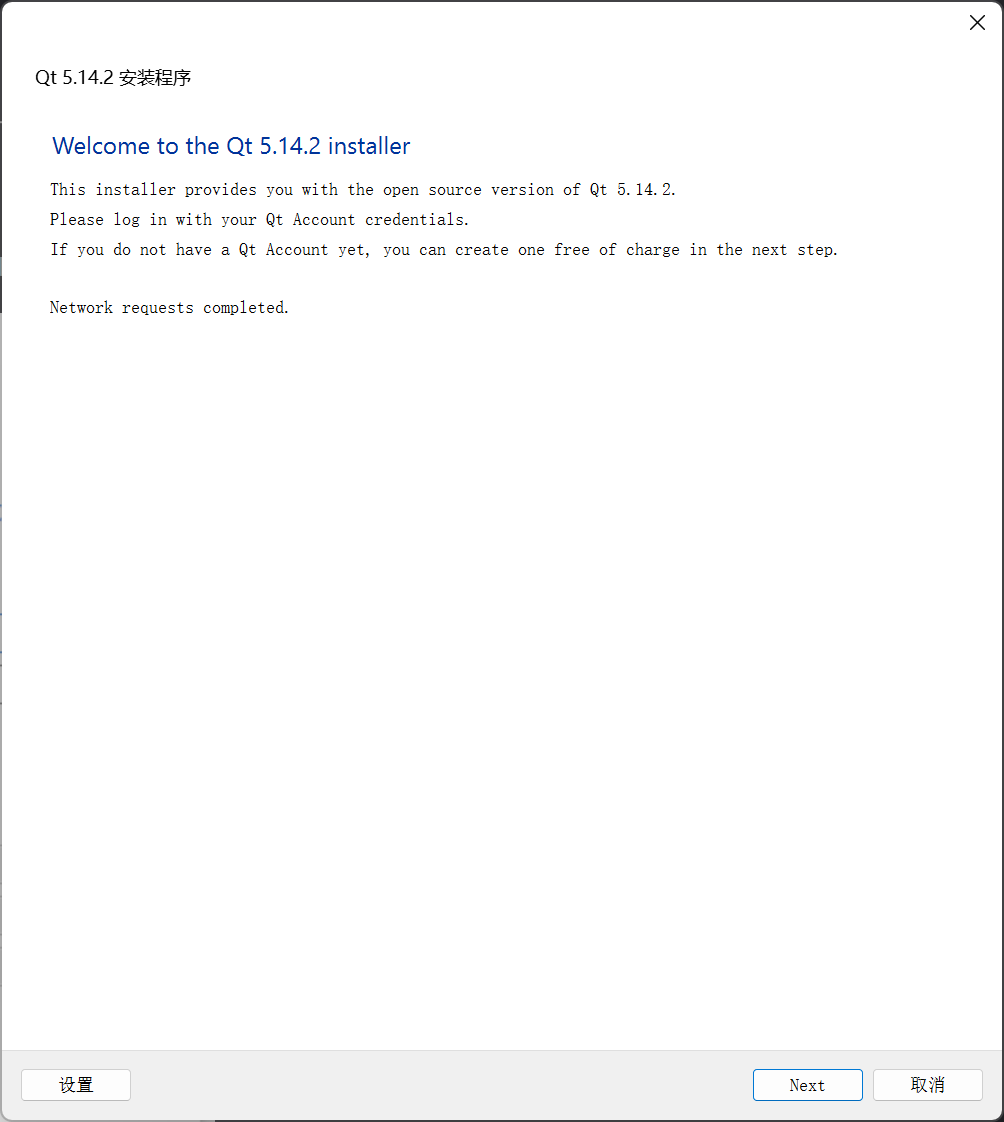 Qt 5.14.2 安装程序
Welcome to the Qt 5.14.2 installer
This installer provides you with the open source version of Qt 5.14.2.
Please log in with your Qt Account credentials.
If you do not have a Qt Account yet, you can create one free of charge in the next step.
Network requests completed.
设置
Next
取消